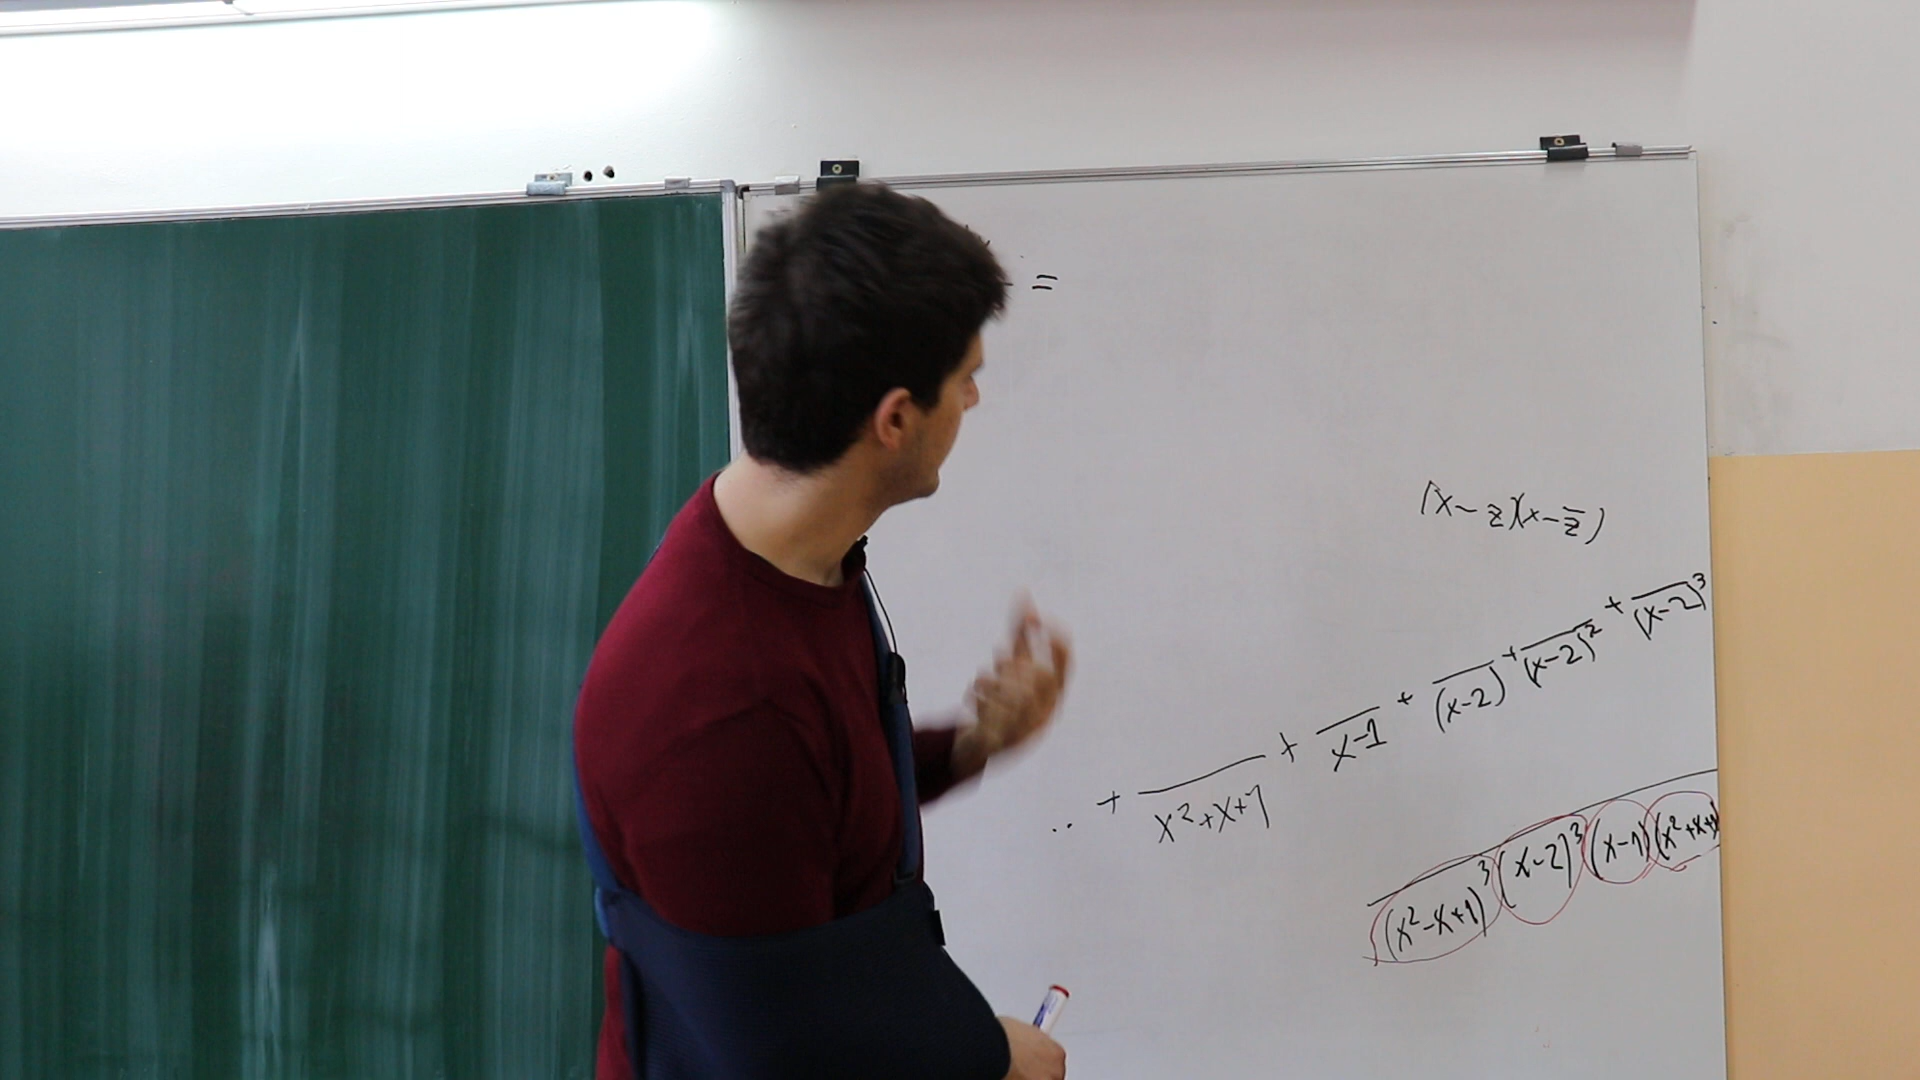 =
(x-z)(x-z̅)
.. + ‾/(x²+x+1) + ‾/(x-1) + ‾/(x-2) + ‾/(x-2)² + ‾/(x-2)³
(x²-x+1)³(x-2)³(x-1)(x²+x+1